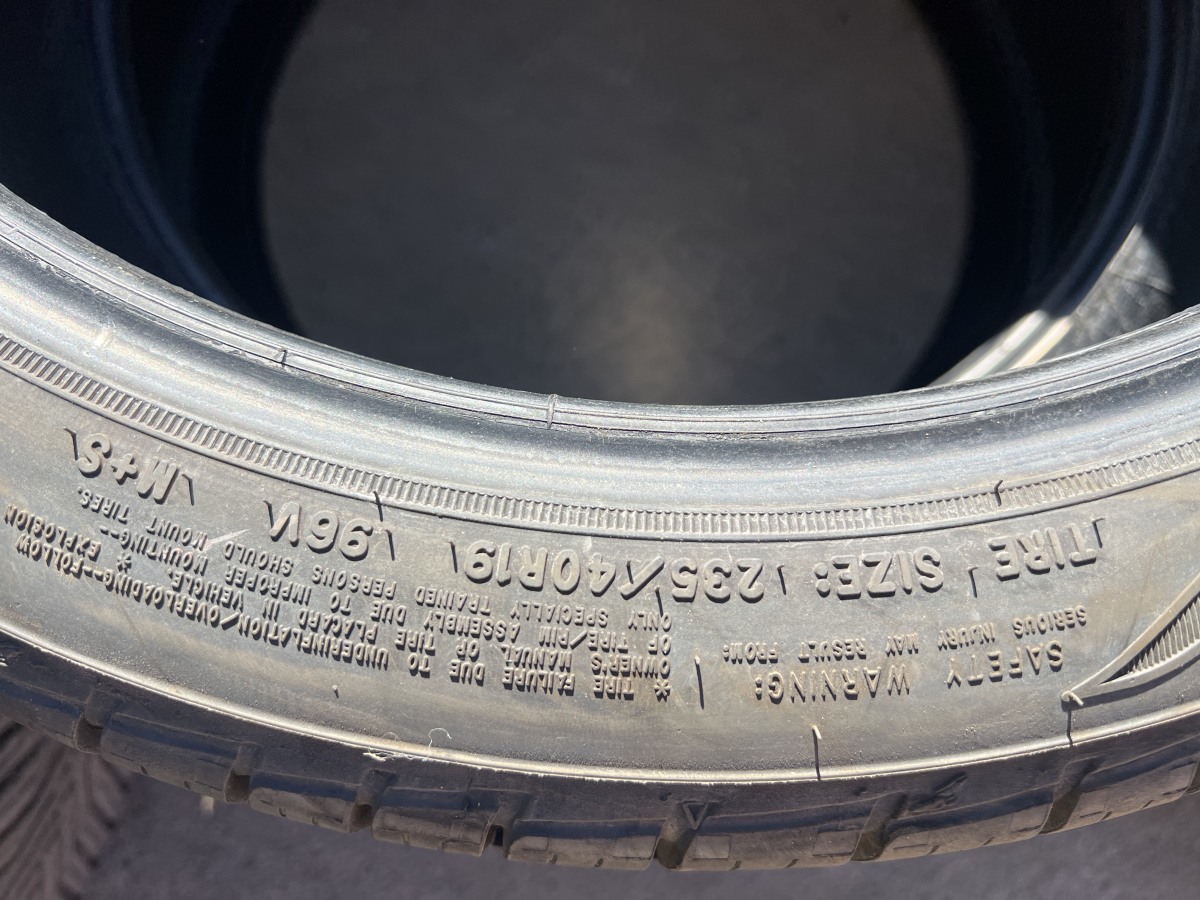 SAFETY WARNING:
SERIOUS INJURY MAY RESULT FROM:
* TIRE FAILURE DUE TO UNDERINFLATION/OVERLOADING--FOLLOW
OWNER'S MANUAL OR TIRE PLACARD IN VEHICLE. * EXPLOSION
OF TIRE/RIM ASSEMBLY DUE TO IMPROPER MOUNTING--
ONLY SPECIALLY TRAINED PERSONS SHOULD MOUNT TIRES.
TIRE SIZE: 235/40R19 96V M+S